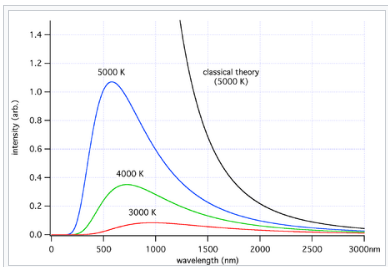 1.4
1.2
1.0
0.8
0.6
0.4
0.2
0.0
intensity (arb.)
5000 K
classical theory
(5000 K)
4000 K
3000 K
0 500 1000 1500 2000 2500 3000nm
wavelength (nm)